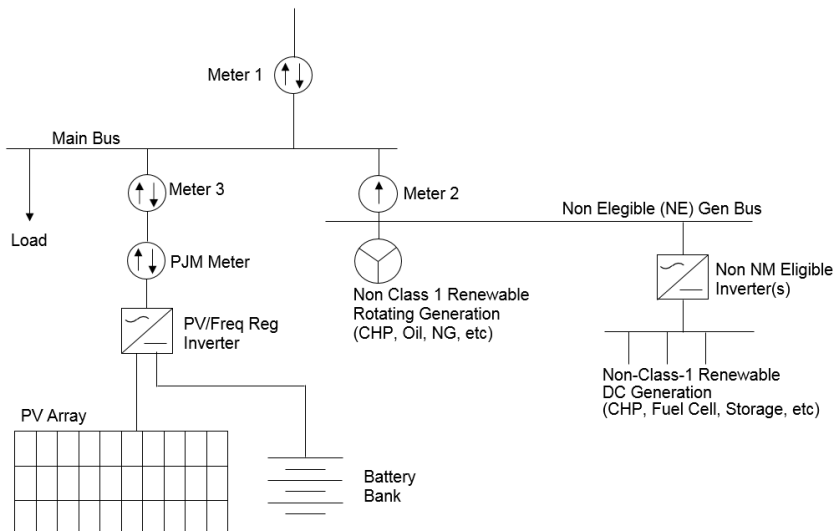 Meter 1
Main Bus
Meter 3
Meter 2
Non Elegible (NE) Gen Bus
Load
PJM Meter
Non NM Eligible
Inverter(s)
Non Class 1 Renewable
Rotating Generation
(CHP, Oil, NG, etc)
PV/Freq Reg
Inverter
Non-Class-1 Renewable
DC Generation
(CHP, Fuel Cell, Storage, etc)
PV Array
Battery
Bank